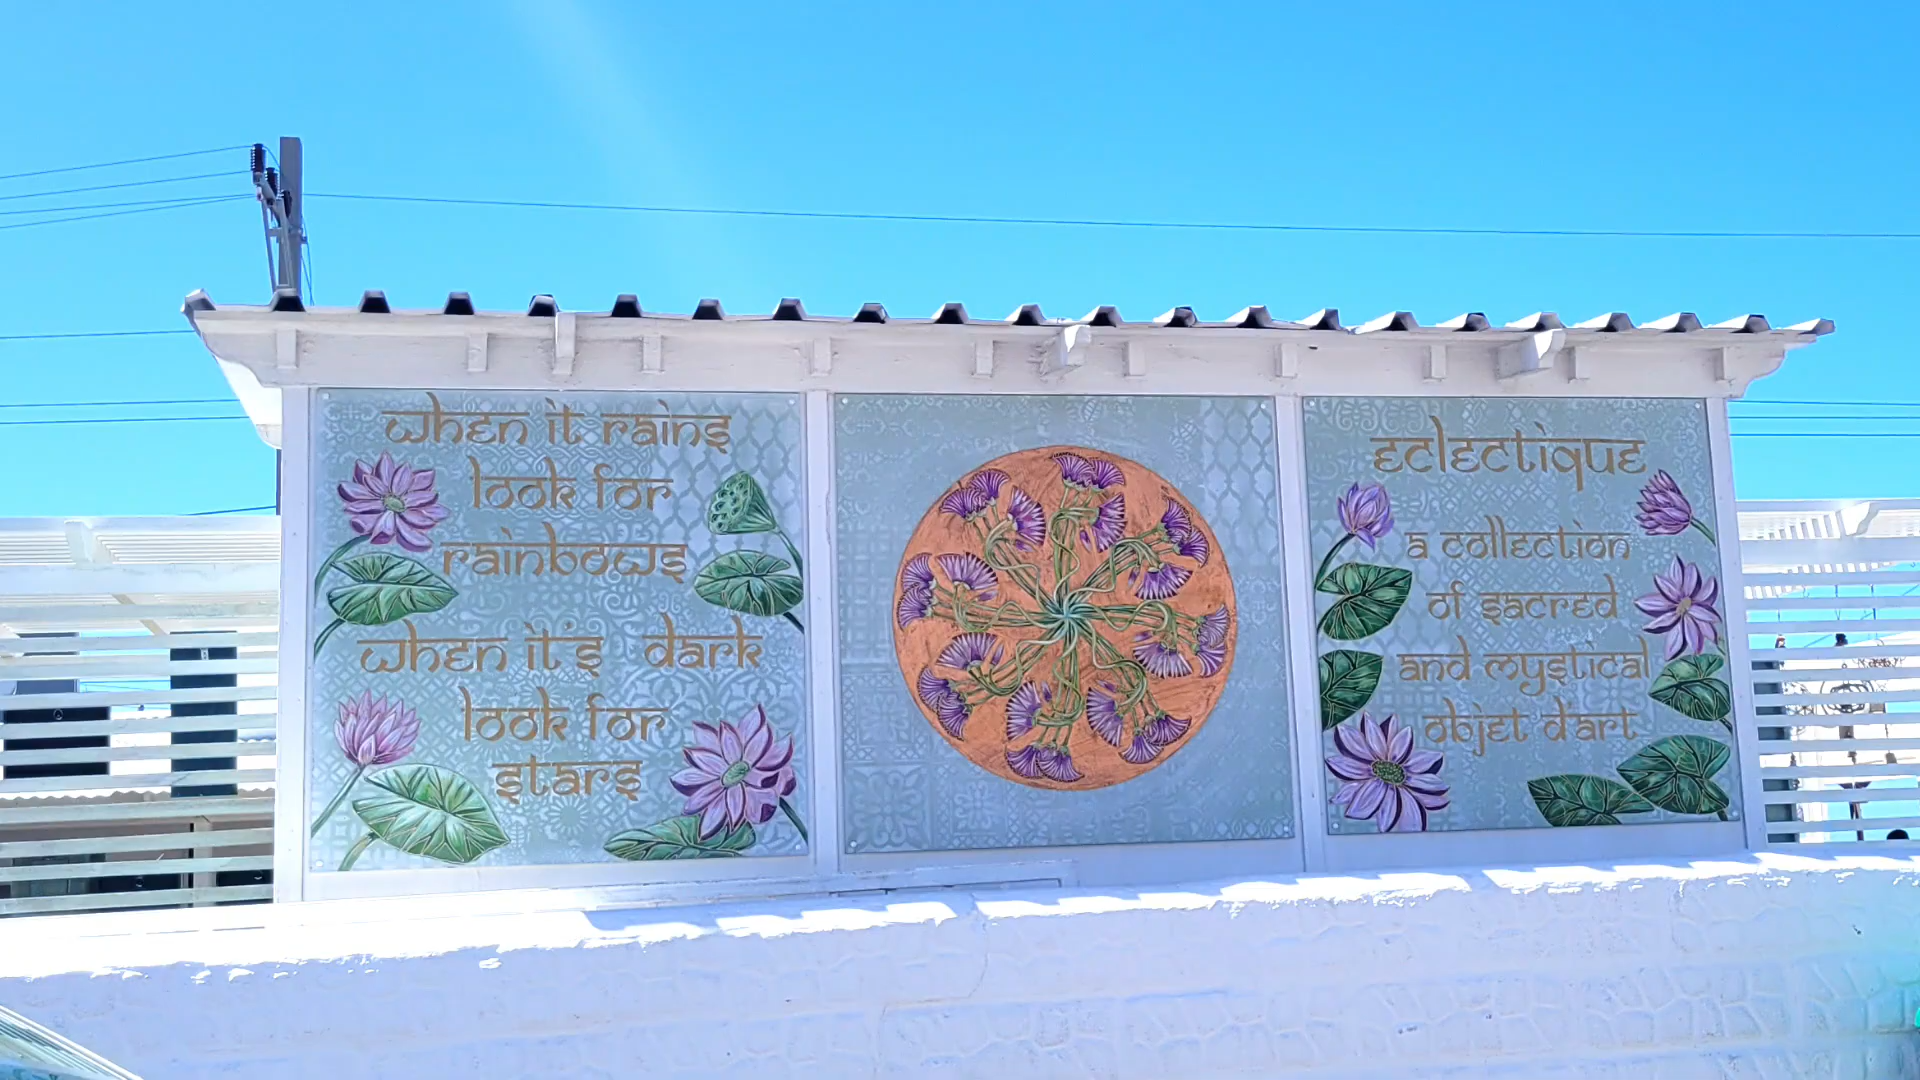 when it rains
look for
rainbows
when it's dark
look for
stars
eclectique
a collection
of sacred
and mystical
objet d'art